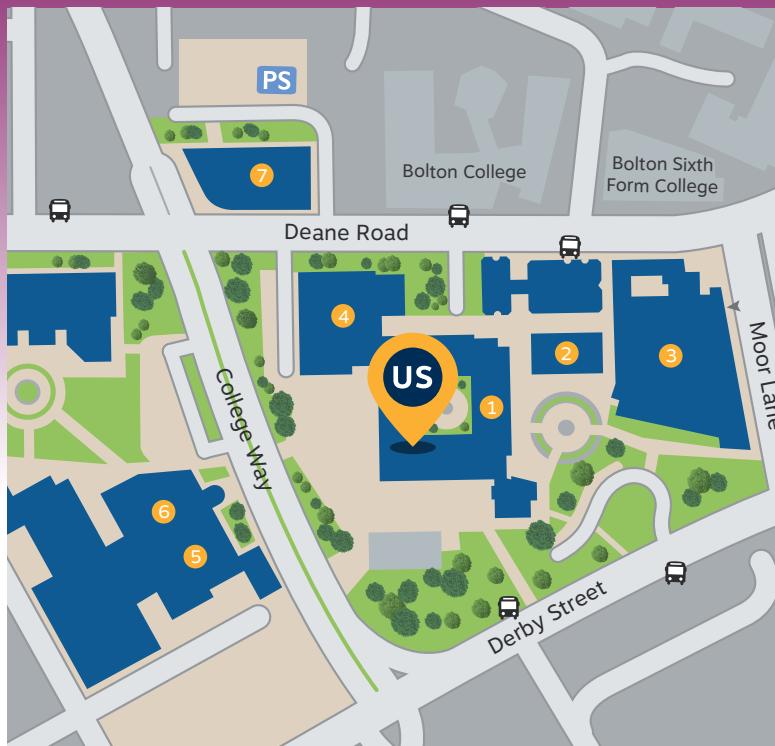 PS
7
Bolton College
Bolton Sixth
Form College
Deane Road
4
2
3
Moor Lane
US
1
College Way
6
5
Derby Street